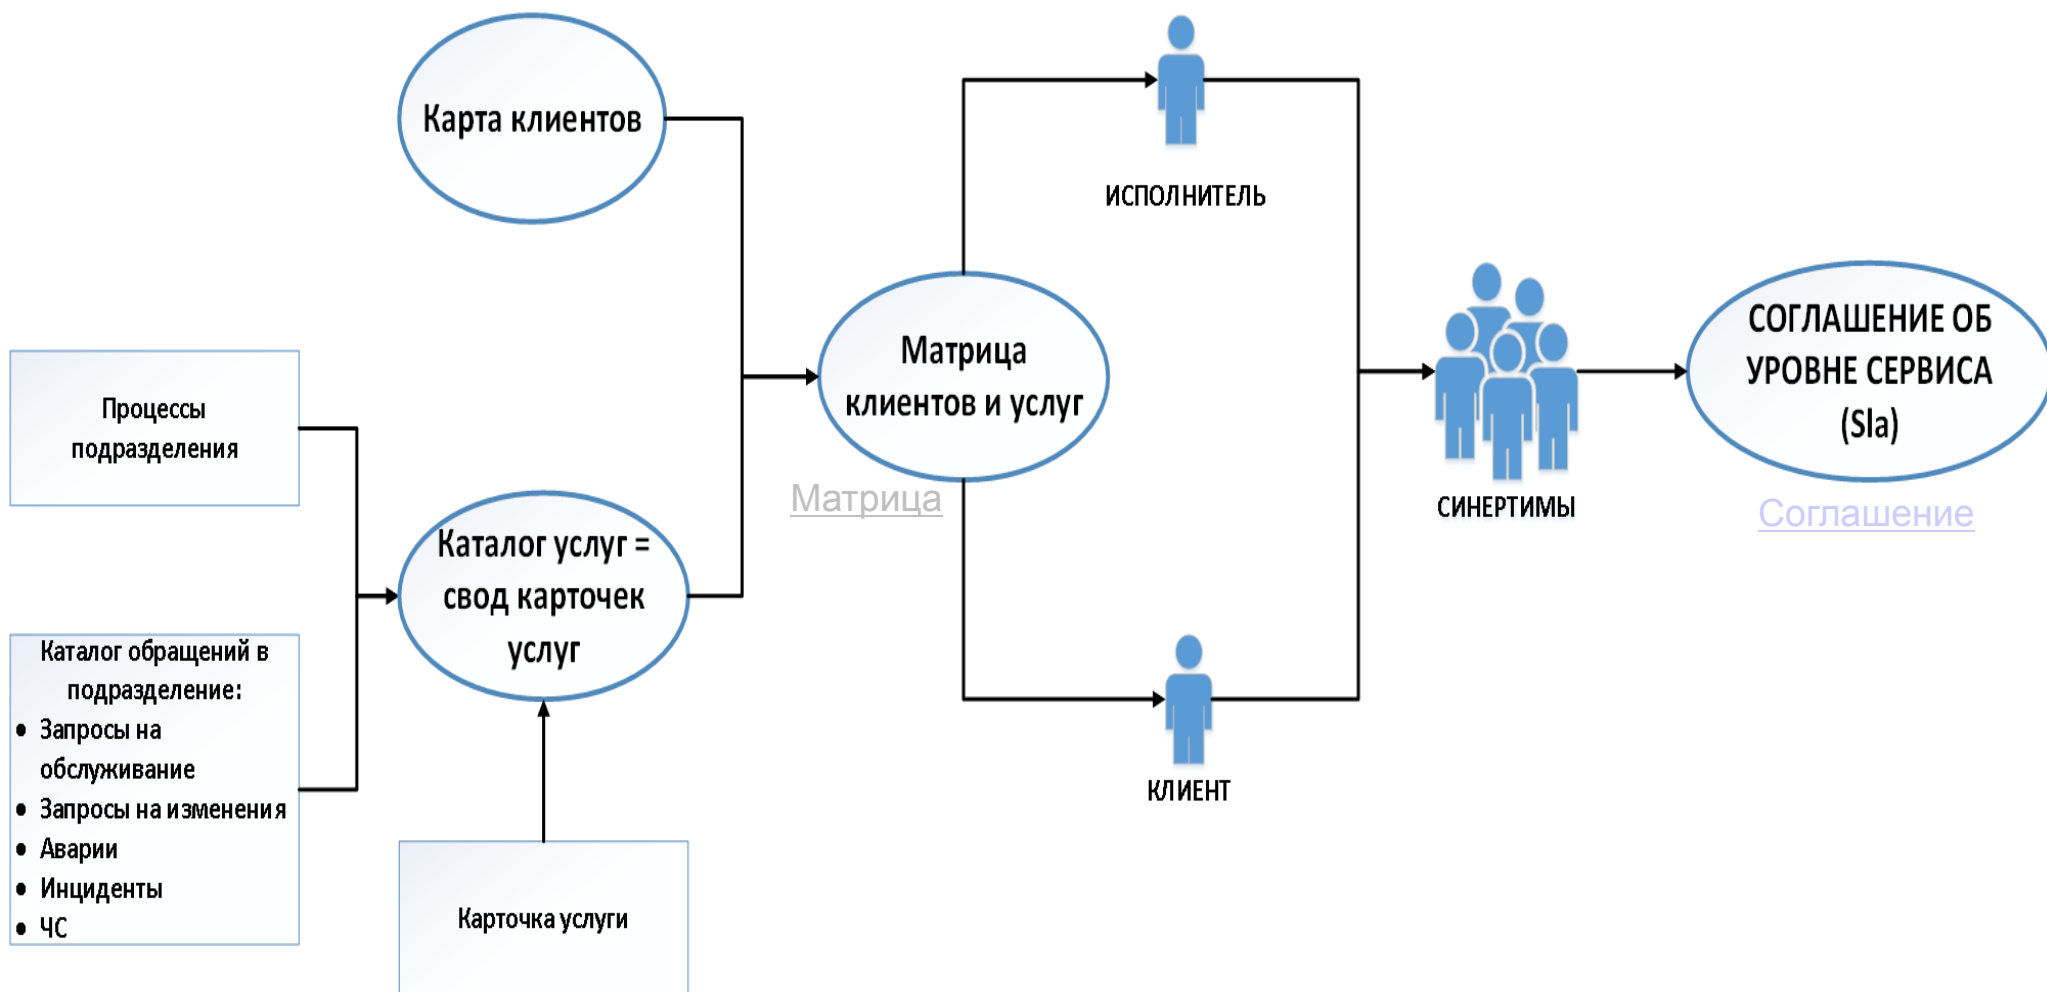 Карта клиентов
ИСПОЛНИТЕЛЬ
Процессы
подразделения
Каталог обращений в
подразделение:
• Запросы на
обслуживание
• Запросы на изменения
• Аварии
• Инциденты
• ЧС
Каталог услуг =
свод карточек
услуг
Карточка услуги
Матрица
клиентов и услуг
Матрица
КЛИЕНТ
СИНЕРТИМЫ
СОГЛАШЕНИЕ ОБ
УРОВНЕ СЕРВИСА
(Sla)
Соглашение